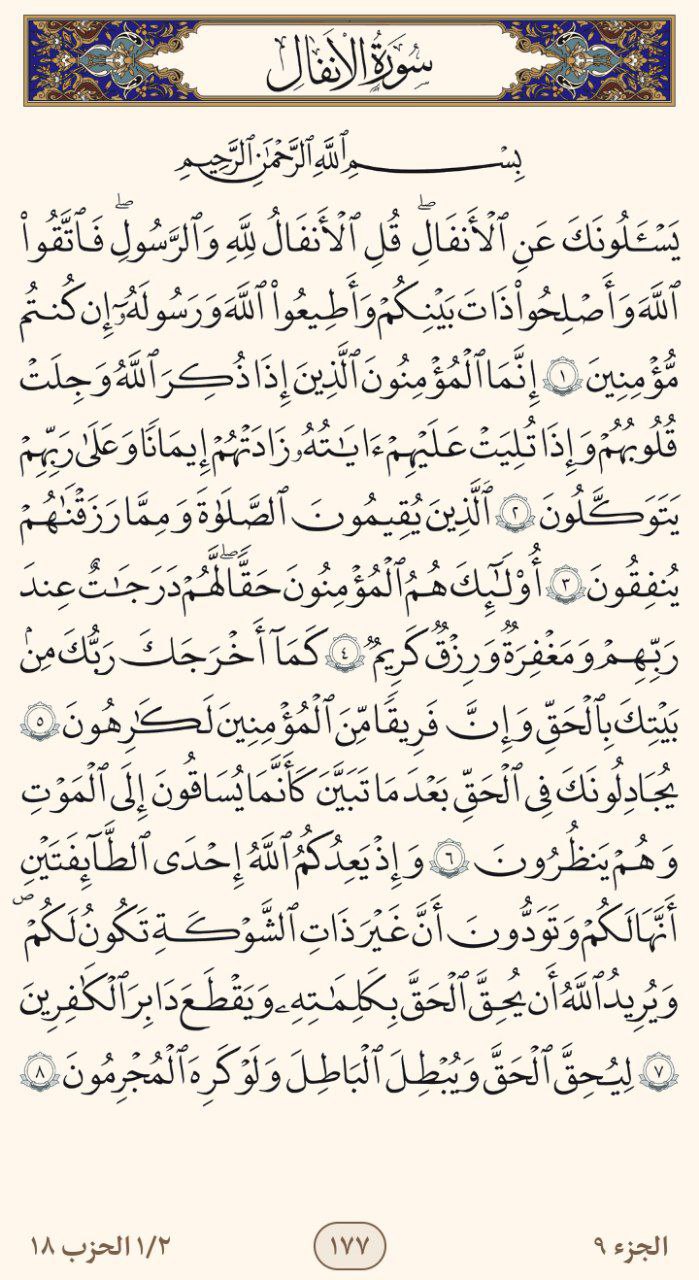 سُورَةُ الأَنفَالِ
بِسْمِ ٱللَّهِ ٱلرَّحْمَٰنِ ٱلرَّحِيمِ
يَسْـَٔلُونَكَ عَنِ ٱلْأَنفَالِۖ قُلِ ٱلْأَنفَالُ لِلَّهِ وَٱلرَّسُولِۖ فَٱتَّقُوا۟
ٱللَّهَ وَأَصْلِحُوا۟ ذَاتَ بَيْنِكُمْ وَأَطِيعُوا۟ ٱللَّهَ وَرَسُولَهُۥٓ إِن كُنتُم
مُّؤْمِنِينَ ١ إِنَّمَا ٱلْمُؤْمِنُونَ ٱلَّذِينَ إِذَا ذُكِرَ ٱللَّهُ وَجِلَتْ
قُلُوبُهُمْ وَإِذَا تُلِيَتْ عَلَيْهِمْ ءَايَٰتُهُۥ زَادَتْهُمْ إِيمَٰنًا وَعَلَىٰ رَبِّهِمْ
يَتَوَكَّلُونَ ٢ ٱلَّذِينَ يُقِيمُونَ ٱلصَّلَوٰةَ وَمِمَّا رَزَقْنَٰهُمْ
يُنفِقُونَ ٣ أُو۟لَٰٓئِكَ هُمُ ٱلْمُؤْمِنُونَ حَقًّاۖ لَّهُمْ دَرَجَٰتٌ عِندَ
رَبِّهِمْ وَمَغْفِرَةٌ وَرِزْقٌ كَرِيمٌ ٤ كَمَآ أَخْرَجَكَ رَبُّكَ مِنۢ
بَيْتِكَ بِٱلْحَقِّ وَإِنَّ فَرِيقًا مِّنَ ٱلْمُؤْمِنِينَ لَكَٰرِهُونَ ٥
يُجَٰدِلُونَكَ فِى ٱلْحَقِّ بَعْدَ مَا تَبَيَّنَ كَأَنَّمَا يُسَاقُونَ إِلَى ٱلْمَوْتِ
وَهُمْ يَنظُرُونَ ٦ وَإِذْ يَعِدُكُمُ ٱللَّهُ إِحْدَى ٱلطَّآئِفَتَيْنِ
أَنَّهَا لَكُمْ وَتَوَدُّونَ أَنَّ غَيْرَ ذَاتِ ٱلشَّوْكَةِ تَكُونُ لَكُمْ
وَيُرِيدُ ٱللَّهُ أَن يُحِقَّ ٱلْحَقَّ بِكَلِمَٰتِهِۦ وَيَقْطَعَ دَابِرَ ٱلْكَٰفِرِينَ
٧ لِيُحِقَّ ٱلْحَقَّ وَيُبْطِلَ ٱلْبَٰطِلَ وَلَوْ كَرِهَ ٱلْمُجْرِمُونَ ٨
الجزء ٩
١٧٧
١/٢ الحزب ١٨